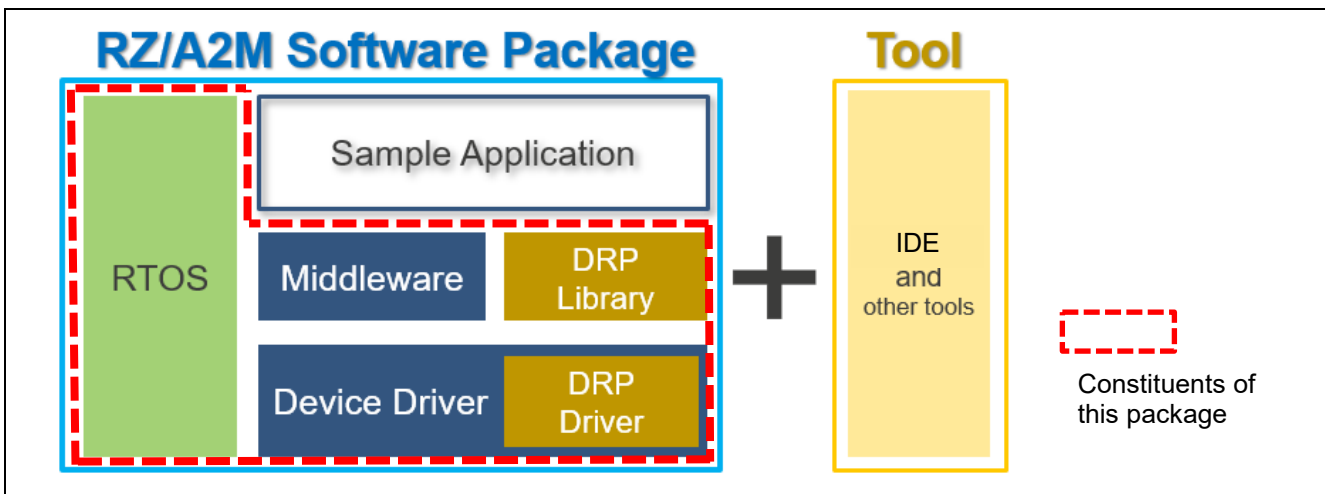 RZ/A2M Software Package
Tool
RTOS
Sample Application
Middleware
DRP
Library
Device Driver
DRP
Driver
+
IDE
and
other tools
Constituents of
this package